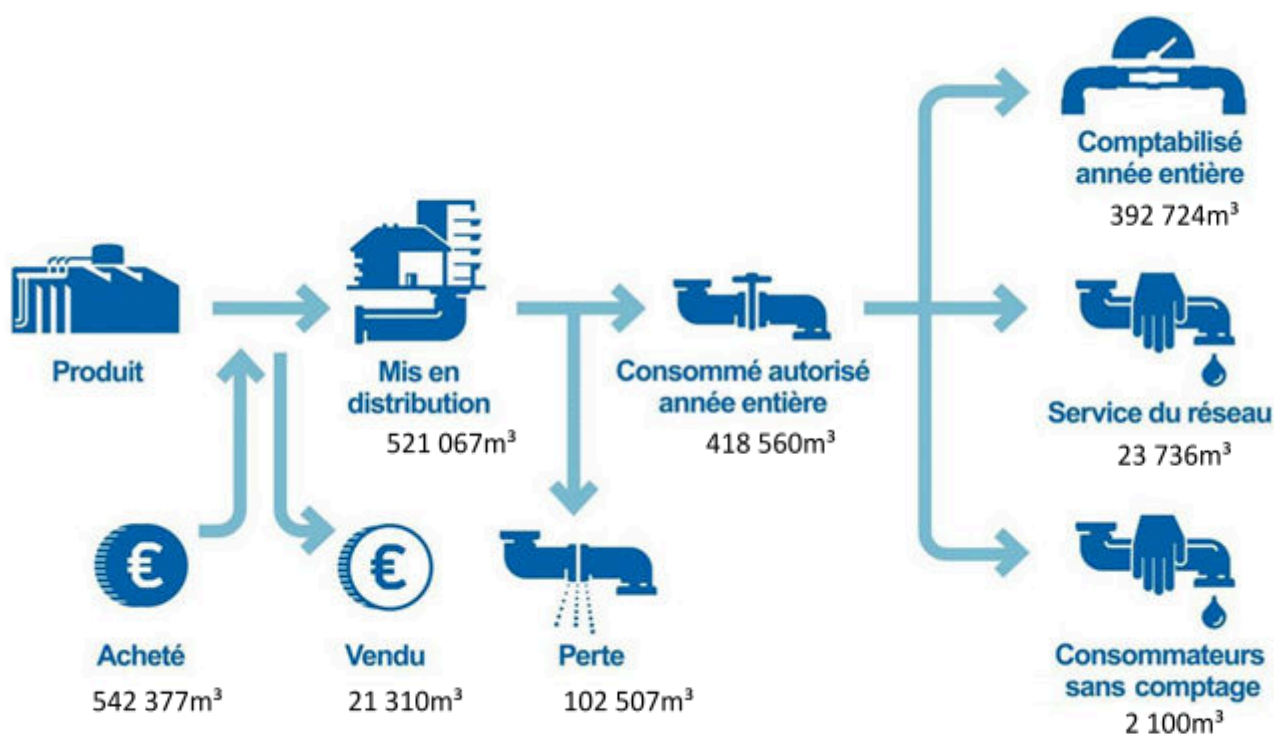 Comptabilisé
année entière
392 724m³
Produit
Mis en
distribution
521 067m³
Consommé autorisé
année entière
418 560m³
Service du réseau
23 736m³
€
Acheté
542 377m³
€
Vendu
21 310m³
Perte
102 507m³
Consommateurs
sans comptage
2 100m³